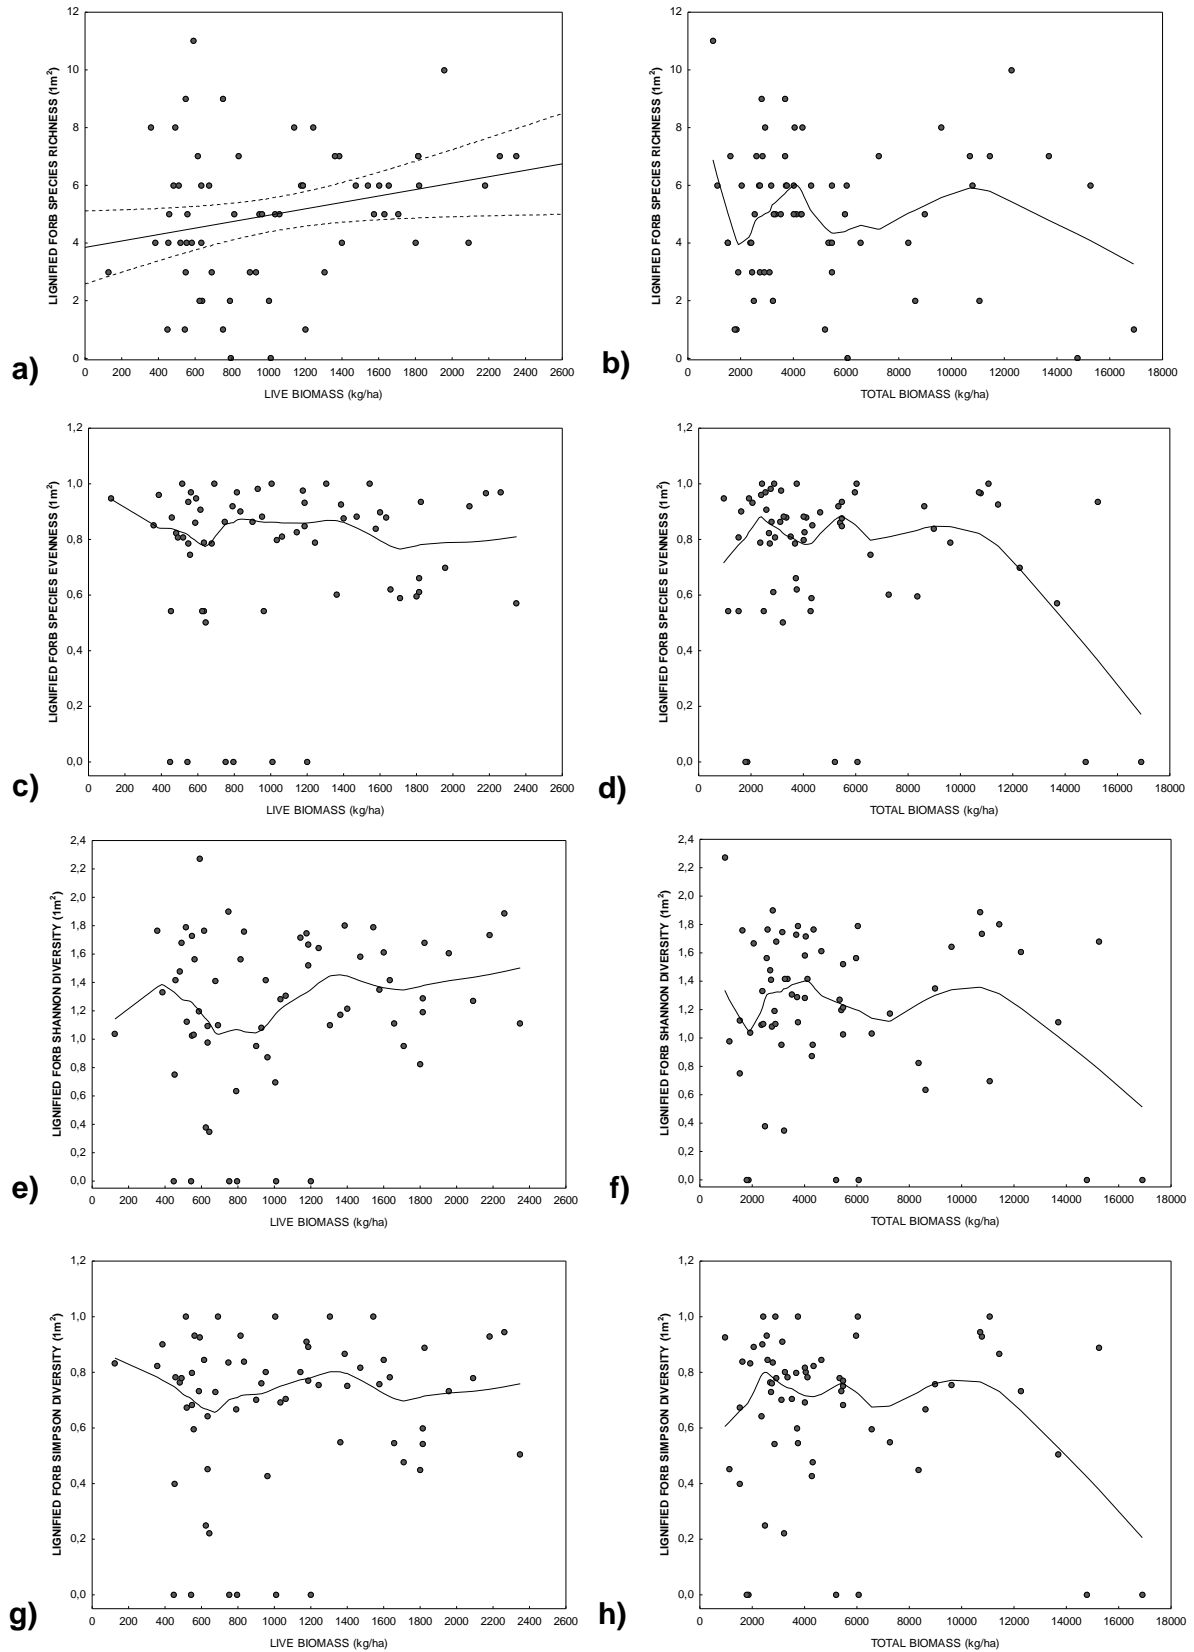 LIGNIFIED FORB SPECIES RICHNESS (1m²)
12
10
8
6
4
2
0
0 200 400 600 800 1000 1200 1400 1600 1800 2000 2200 2400 2600
LIVE BIOMASS (kg/ha)
a)
LIGNIFIED FORB SPECIES RICHNESS (1m²)
12
10
8
6
4
2
0
0 2000 4000 6000 8000 10000 12000 14000 16000 18000
TOTAL BIOMASS (kg/ha)
b)
LIGNIFIED FORB SPECIES EVENNESS (1m²)
1,2
1,0
0,8
0,6
0,4
0,2
0,0
0 200 400 600 800 1000 1200 1400 1600 1800 2000 2200 2400 2600
LIVE BIOMASS (kg/ha)
c)
LIGNIFIED FORB SPECIES EVENNESS (1m²)
1,2
1,0
0,8
0,6
0,4
0,2
0,0
0 2000 4000 6000 8000 10000 12000 14000 16000 18000
TOTAL BIOMASS (kg/ha)
d)
LIGNIFIED FORB SHANNON DIVERSITY (1m²)
2,4
2,2
2,0
1,8
1,6
1,4
1,2
1,0
0,8
0,6
0,4
0,2
0,0
0 200 400 600 800 1000 1200 1400 1600 1800 2000 2200 2400 2600
LIVE BIOMASS (kg/ha)
e)
LIGNIFIED FORB SHANNON DIVERSITY (1m²)
2,4
2,2
2,0
1,8
1,6
1,4
1,2
1,0
0,8
0,6
0,4
0,2
0,0
0 2000 4000 6000 8000 10000 12000 14000 16000 18000
TOTAL BIOMASS (kg/ha)
f)
LIGNIFIED FORB SIMPSON DIVERSITY (1m²)
1,2
1,0
0,8
0,6
0,4
0,2
0,0
0 200 400 600 800 1000 1200 1400 1600 1800 2000 2200 2400 2600
LIVE BIOMASS (kg/ha)
g)
LIGNIFIED FORB SIMPSON DIVERSITY (1m²)
1,2
1,0
0,8
0,6
0,4
0,2
0,0
0 2000 4000 6000 8000 10000 12000 14000 16000 18000
TOTAL BIOMASS (kg/ha)
h)